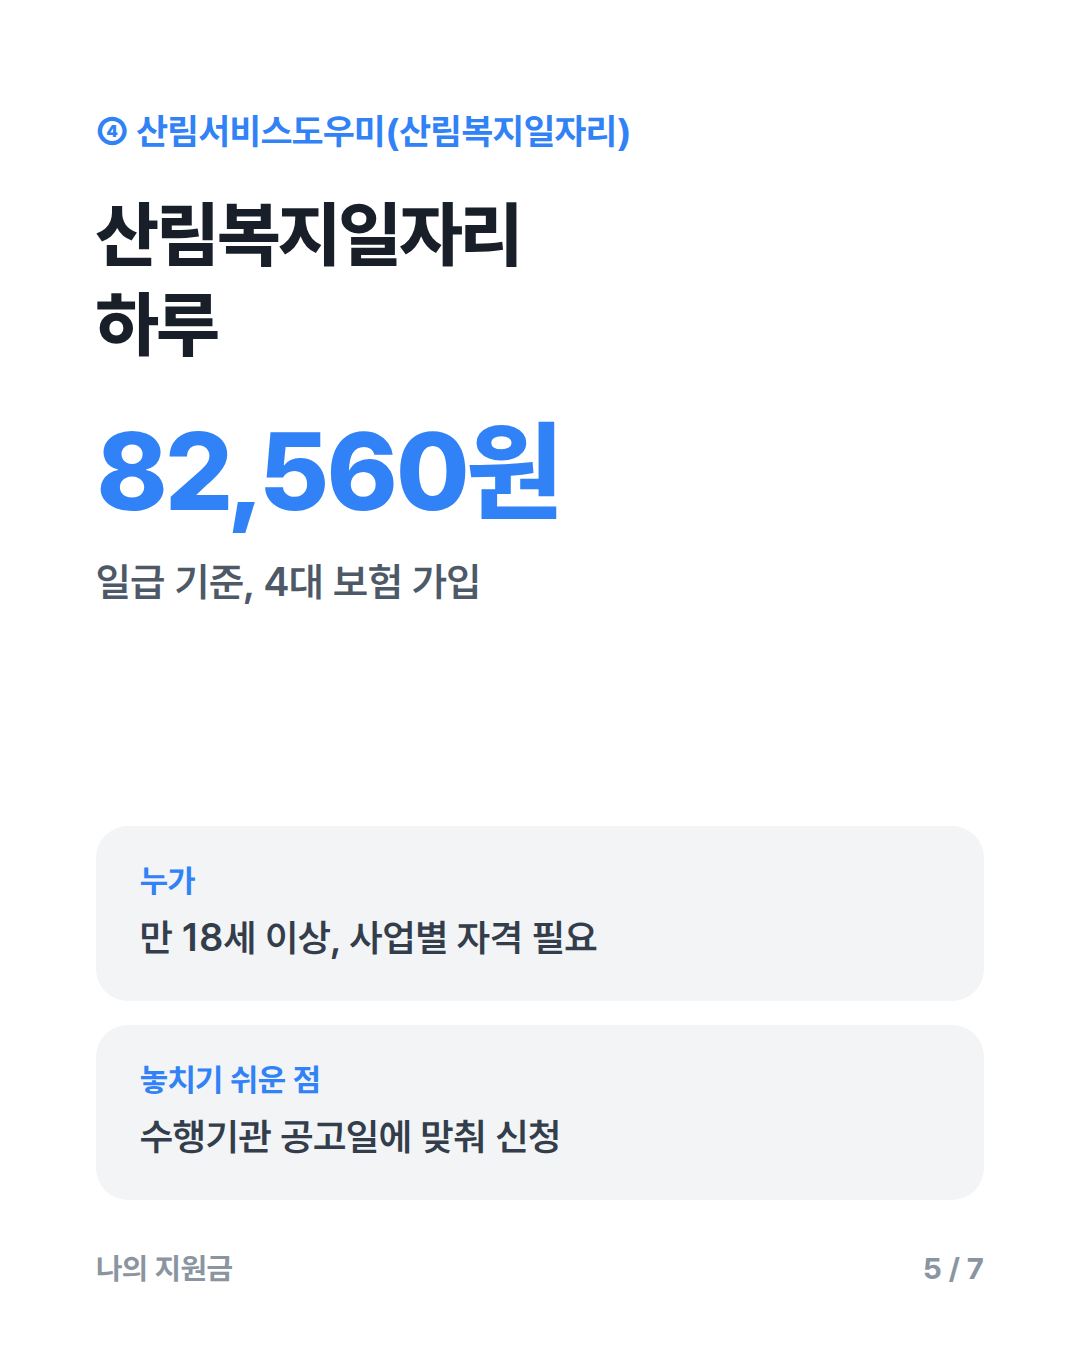 ④ 산림서비스도우미(산림복지일자리)
산림복지일자리
하루
82,560원
일급 기준, 4대 보험 가입
누가
만 18세 이상, 사업별 자격 필요
놓치기 쉬운 점
수행기관 공고일에 맞춰 신청
나의 지원금
5 / 7